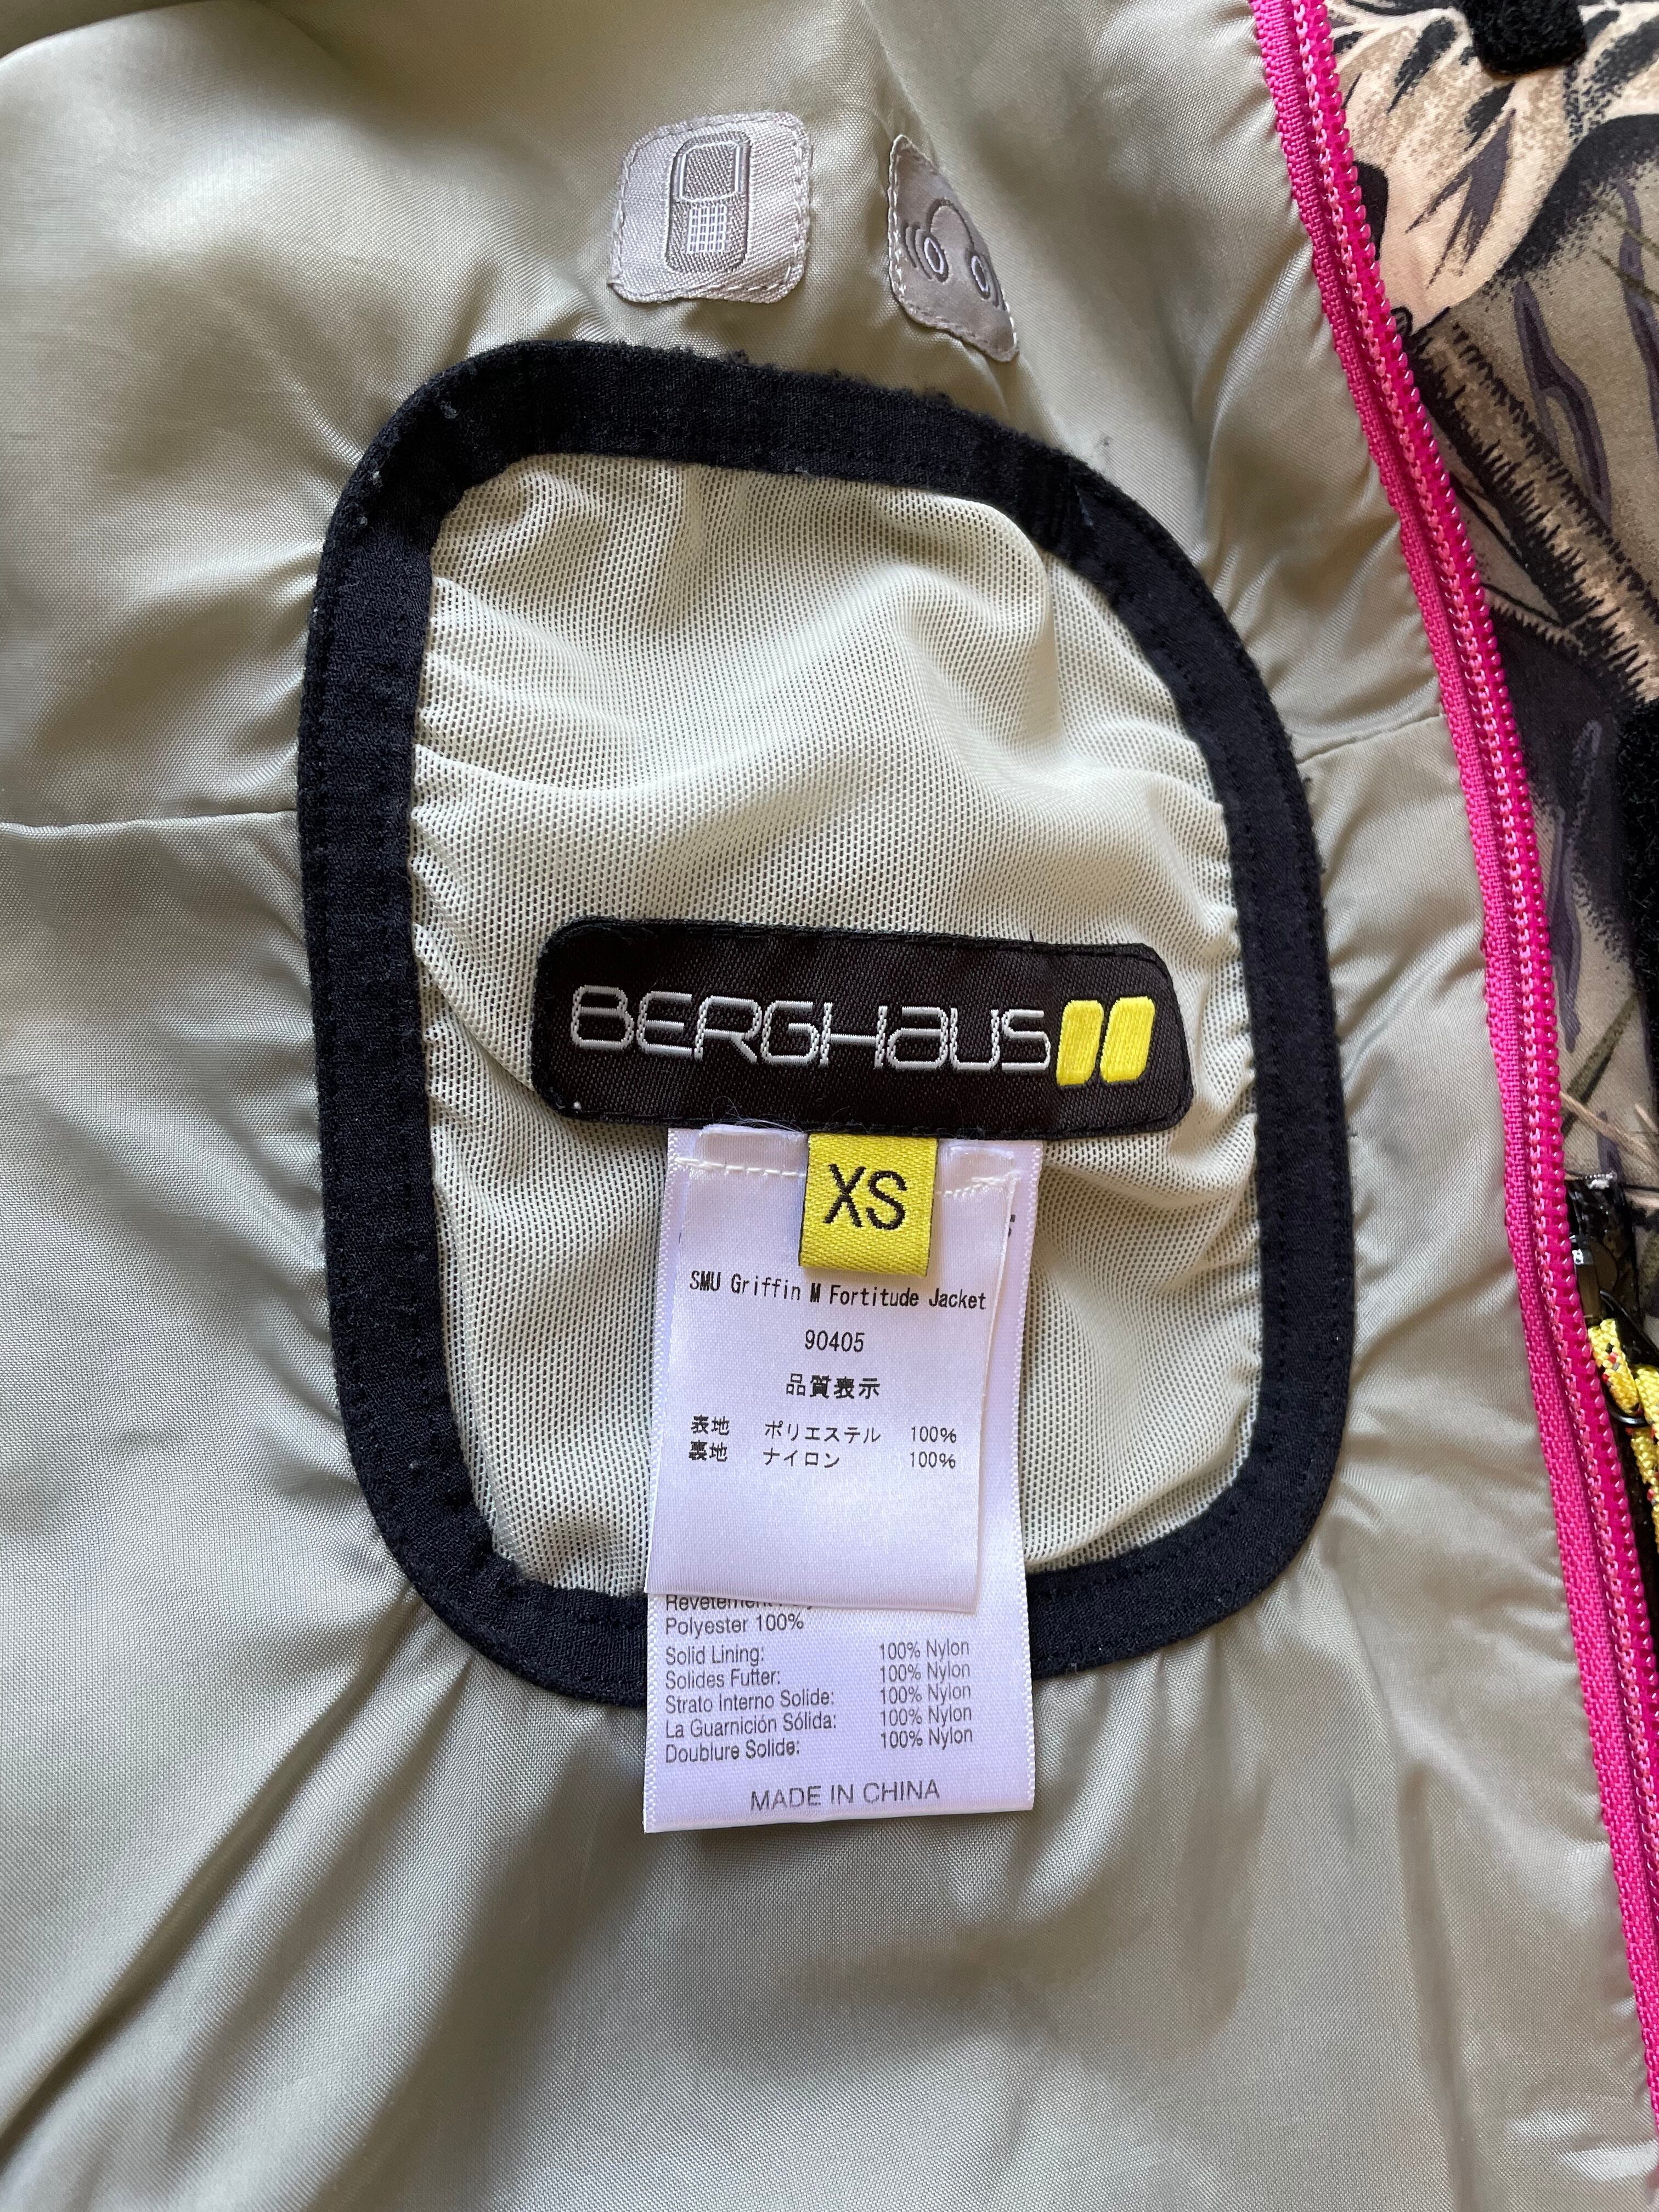 BERGHAUS
XS
SMU Griffin M Fortitude Jacket
90405
品質表示
表地 ポリエステル 100%
裏地 ナイロン 100%
Polyester 100%
Solid Lining: 100% Nylon
Solides Futter: 100% Nylon
Strato Interno Solide: 100% Nylon
La Guarnición Sólida: 100% Nylon
Doublure Solide: 100% Nylon
MADE IN CHINA